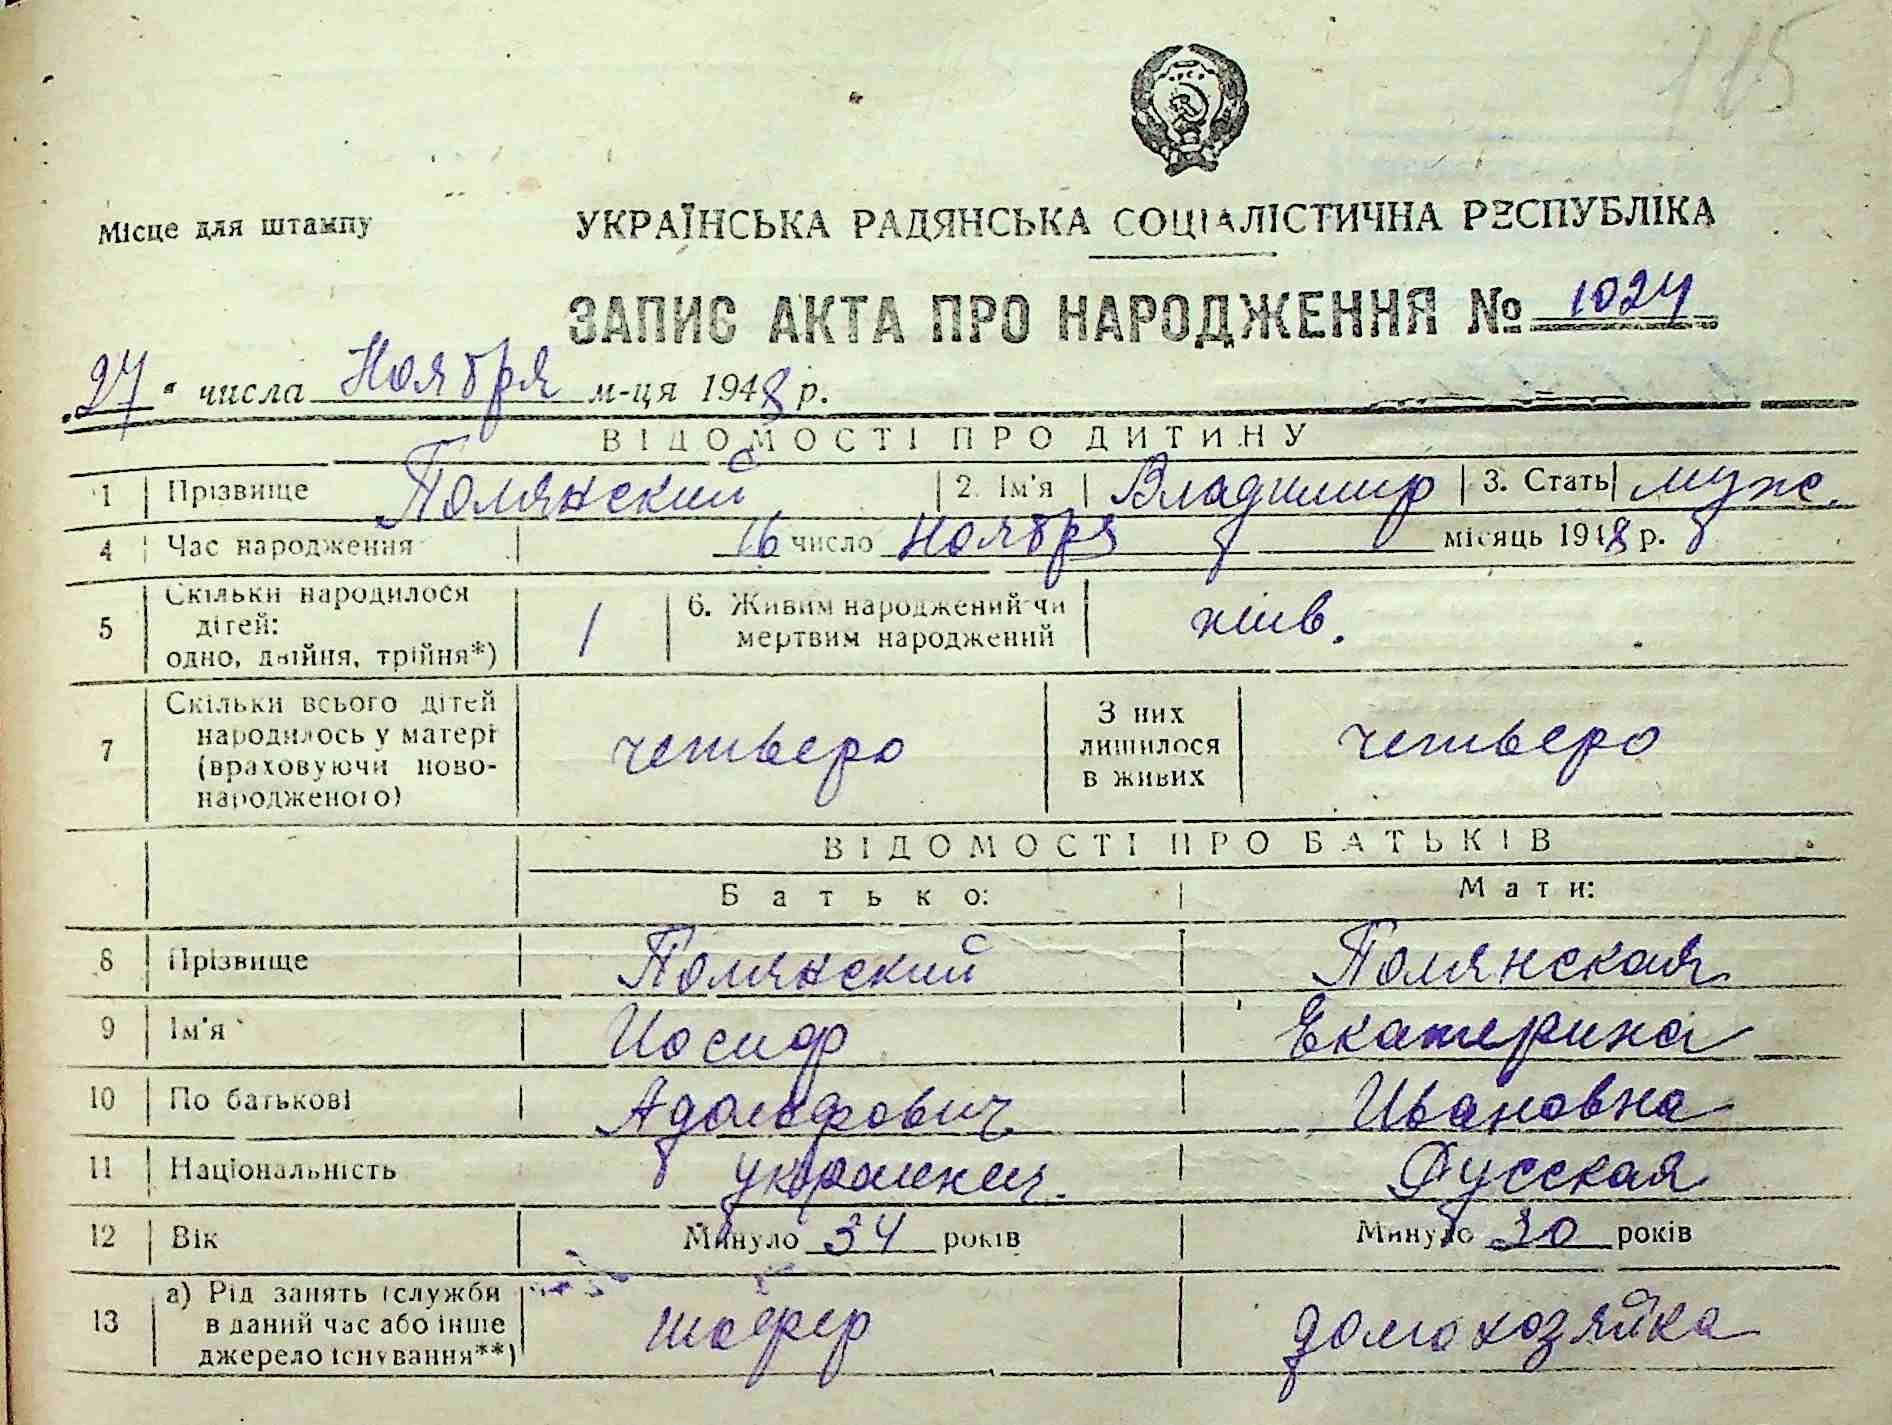 115
Місце для штампу
УКРАЇНСЬКА РАДЯНСЬКА СОЦІАЛІСТИЧНА РЕСПУБЛІКА
ЗАПИС АКТА ПРО НАРОДЖЕННЯ № 1024
„27“ числа Ноября м-ця 1948 р.
ВІДОМОСТІ ПРО ДИТИНУ
1 Прізвище Полянский 2. Ім'я Владимир 3. Стать муж.
4 Час народження 16 число Ноября місяць 1948 р.
5 Скільки народилося дітей: одно, двійня, трійня*) 1 6. Живим народжений чи мертвим народжений жив.
7 Скільки всього дітей народилось у матері (враховуючи новонародженого) четверо З них лишилося в живих четверо
ВІДОМОСТІ ПРО БАТЬКІВ
Батько: Мати:
8 Прізвище Полянский Полянская
9 Ім'я Иосиф Екатерина
10 По батькові Адольфович Ивановна
11 Національність украинец. Русская
12 Вік Минуло 34 років Минуло 30 років
13 а) Рід занять (служби в даний час або інше джерело існування**) шофер домохозяйка